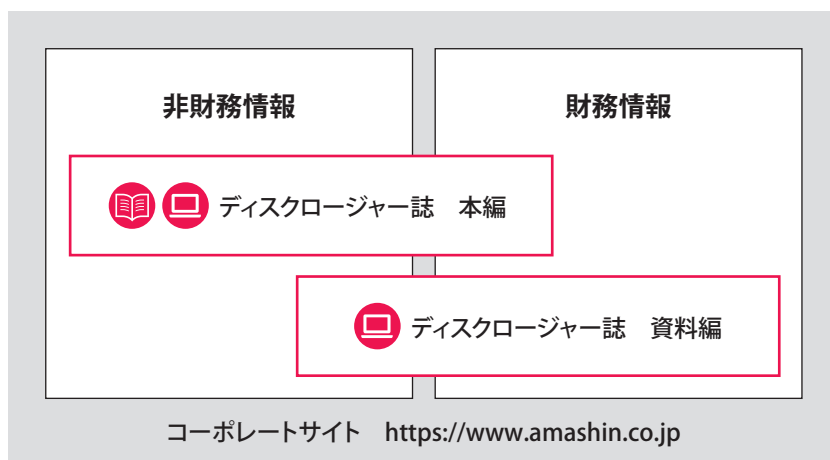 非財務情報
財務情報
ディスクロージャー誌　本編
ディスクロージャー誌　資料編
コーポレートサイト　https://www.amashin.co.jp